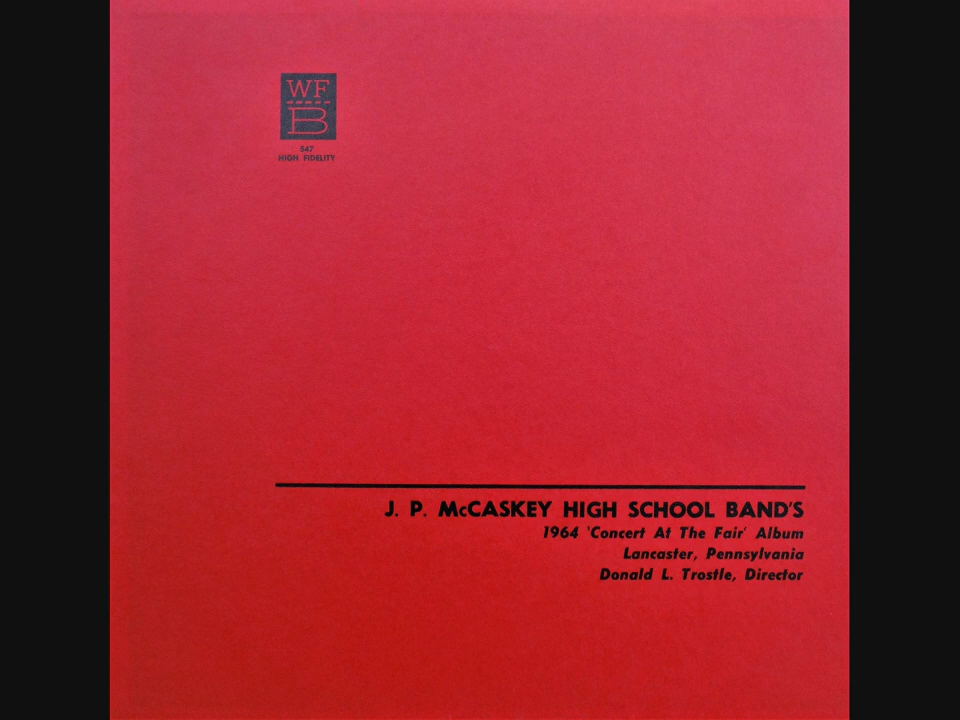 WF
B
547
HIGH FIDELITY
J. P. McCASKEY HIGH SCHOOL BAND'S
1964 'Concert At The Fair' Album
Lancaster, Pennsylvania
Donald L. Trostle, Director